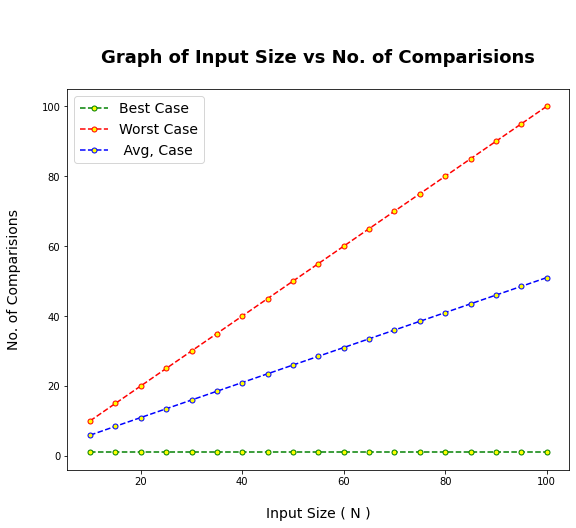 Graph of Input Size vs No. of Comparisions
Best Case
Worst Case
Avg, Case
No. of Comparisions
100
80
60
40
20
0
20
40
60
80
100
Input Size ( N )